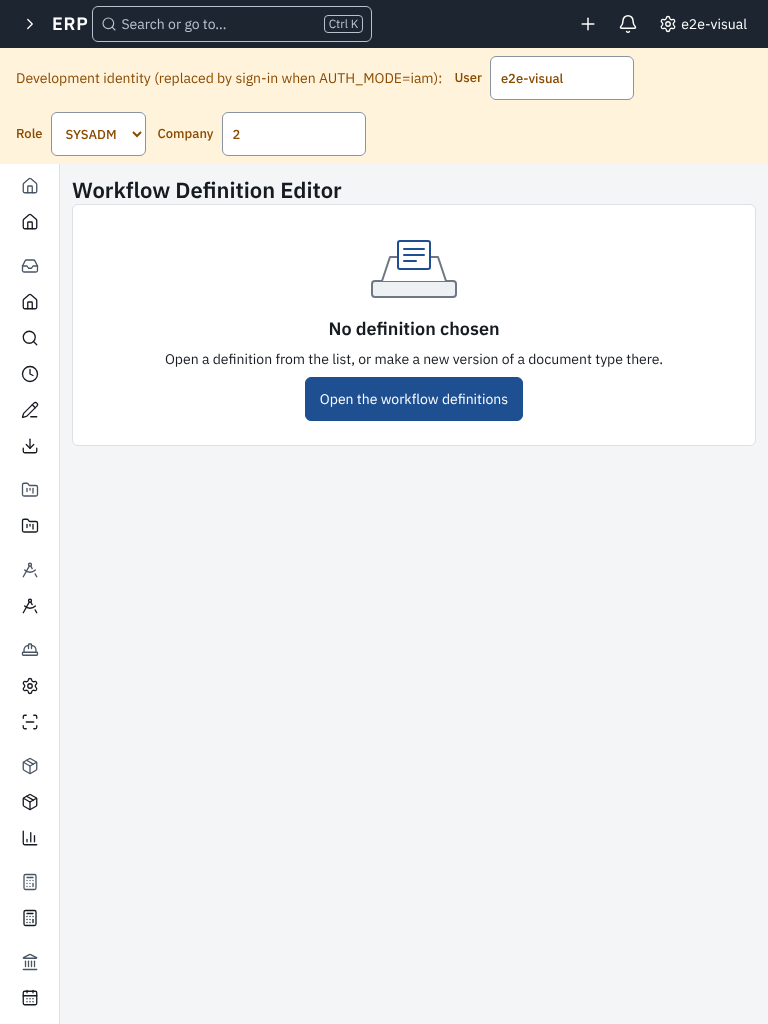 ERP
Search or go to...
Ctrl K
e2e-visual
Development identity (replaced by sign-in when AUTH_MODE=iam):
User
e2e-visual
Role
SYSADM
Company
2
Workflow Definition Editor
No definition chosen
Open a definition from the list, or make a new version of a document type there.
Open the workflow definitions